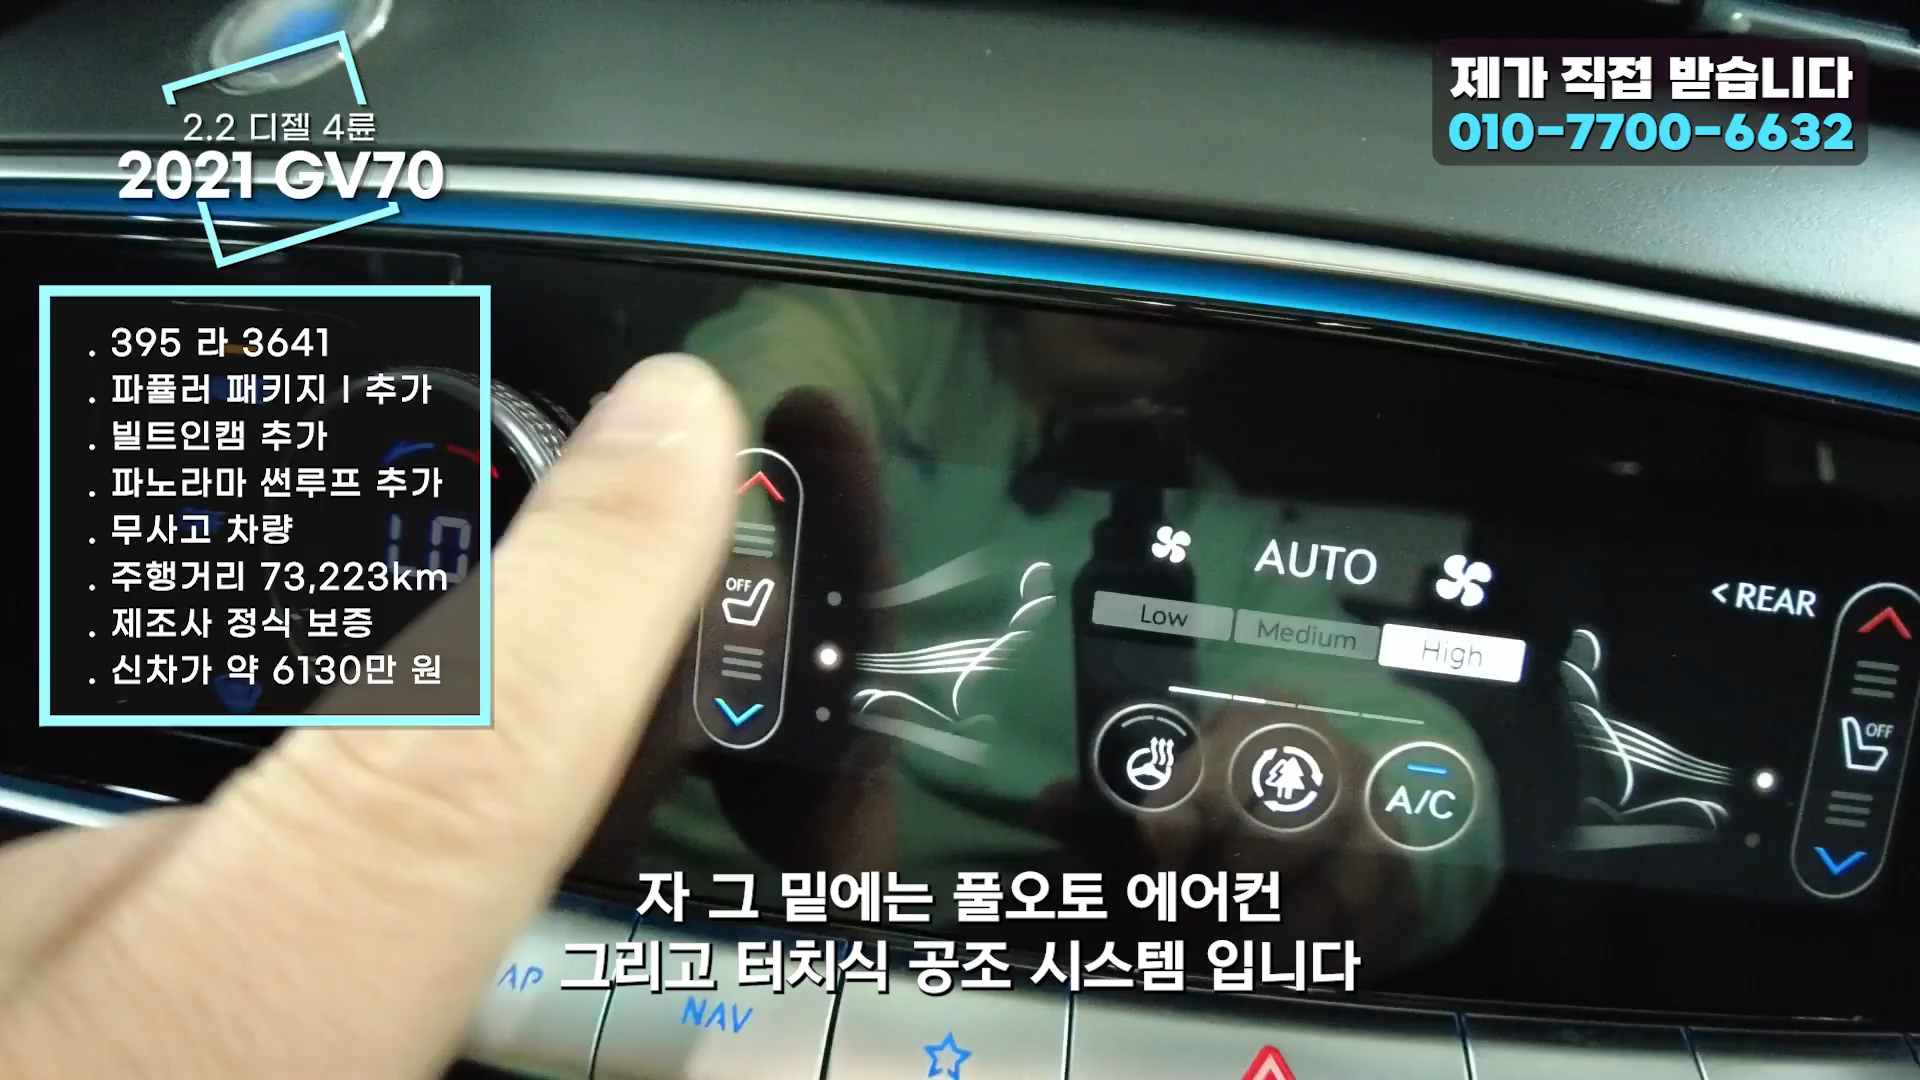 2.2 디젤 4륜
2021 GV70
제가 직접 받습니다
010-7700-6632
. 395 라 3641
. 파퓰러 패키지 I 추가
. 빌트인캠 추가
. 파노라마 썬루프 추가
. 무사고 차량
. 주행거리 73,223km
. 제조사 정식 보증
. 신차가 약 6130만 원
LO
OFF
AUTO
Low Medium High
A/C
< REAR
OFF
자 그 밑에는 풀오토 에어컨
그리고 터치식 공조 시스템 입니다
NAV